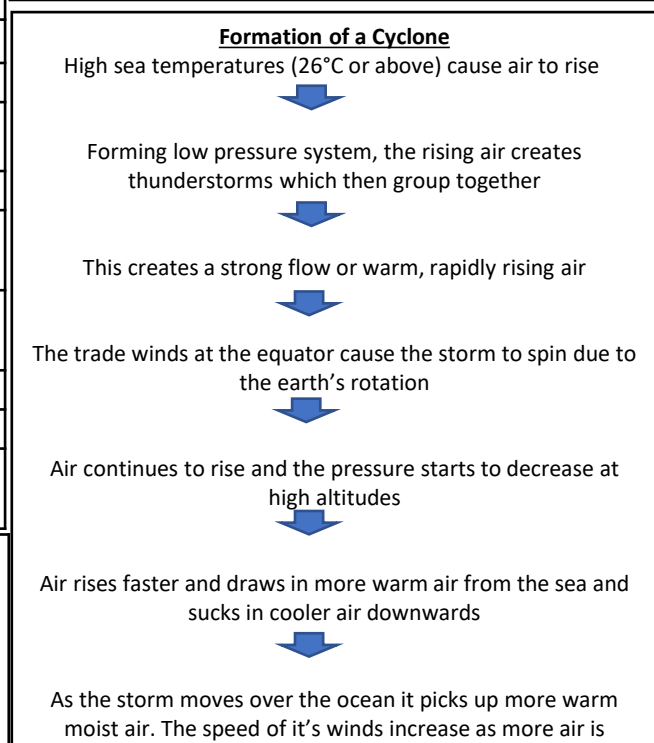 Formation of a Cyclone
High sea temperatures (26°C or above) cause air to rise
Forming low pressure system, the rising air creates
thunderstorms which then group together
This creates a strong flow or warm, rapidly rising air
The trade winds at the equator cause the storm to spin due to
the earth’s rotation
Air continues to rise and the pressure starts to decrease at
high altitudes
Air rises faster and draws in more warm air from the sea and
sucks in cooler air downwards
As the storm moves over the ocean it picks up more warm
moist air. The speed of it’s winds increase as more air is